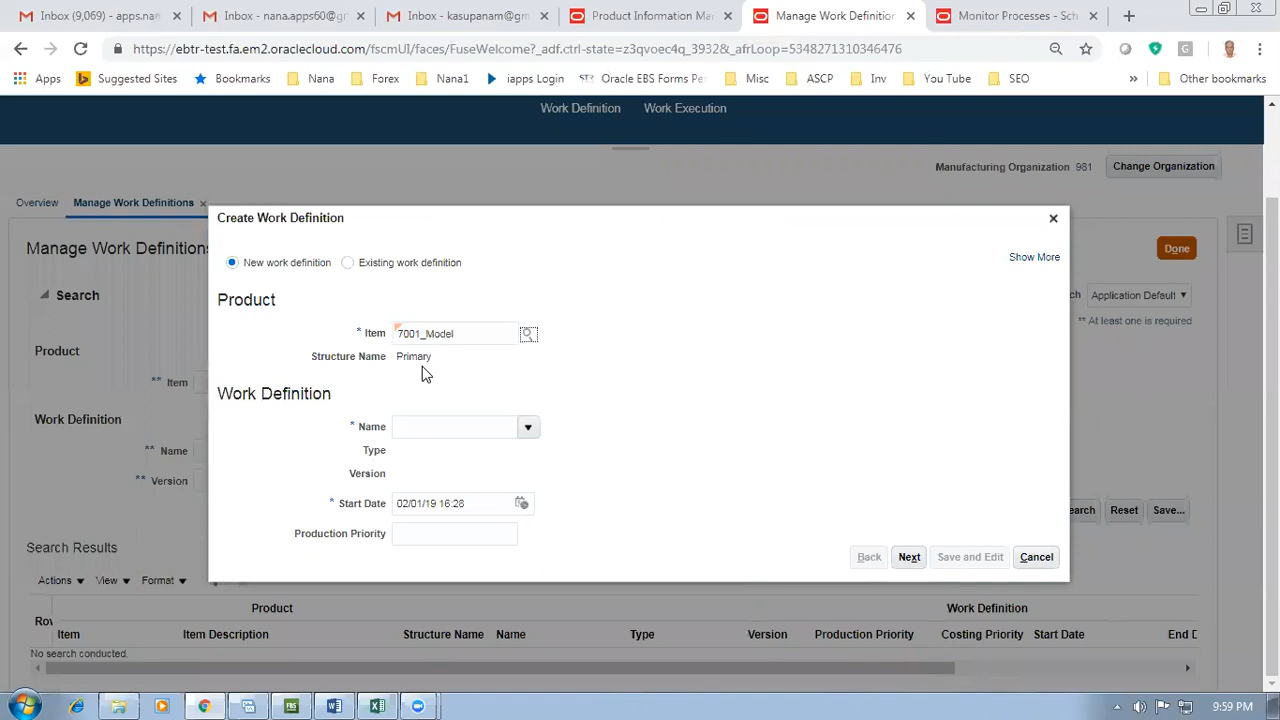 Inbox (9,069) - apps.nan
Inbox - nana.apps60@gr
Inbox - kasupanam@gm
Product Information Ma
Manage Work Definition
Monitor Processes - Sch
https://ebtr-test.fa.em2.oraclecloud.com/fscmUI/faces/FuseWelcome?_adf.ctrl-state=z3qvoec4q_3932&_afrLoop=5348271310346476
Apps
Suggested Sites
Bookmarks
Nana
Forex
Nana1
iapps Login
Oracle EBS Forms Pe
Misc
ASCP
Inv
You Tube
SEO
»
Other bookmarks
Work Definition
Work Execution
Manufacturing Organization 981
Change Organization
Overview
Manage Work Definitions
Manage Work Definitions
Done
Search
Application Default
** At least one is required
Product
** Item
Work Definition
** Name
** Version
earch
Reset
Save...
Create Work Definition
New work definition
Existing work definition
Show More
Product
* Item 7001_Model
Structure Name Primary
Work Definition
* Name
Type
Version
* Start Date 02/01/19 16:28
Production Priority
Back
Next
Save and Edit
Cancel
Search Results
Actions
View
Format
Product
Work Definition
Item
Item Description
Structure Name
Name
Type
Version
Production Priority
Costing Priority
Start Date
End D
No search conducted.
9:59 PM